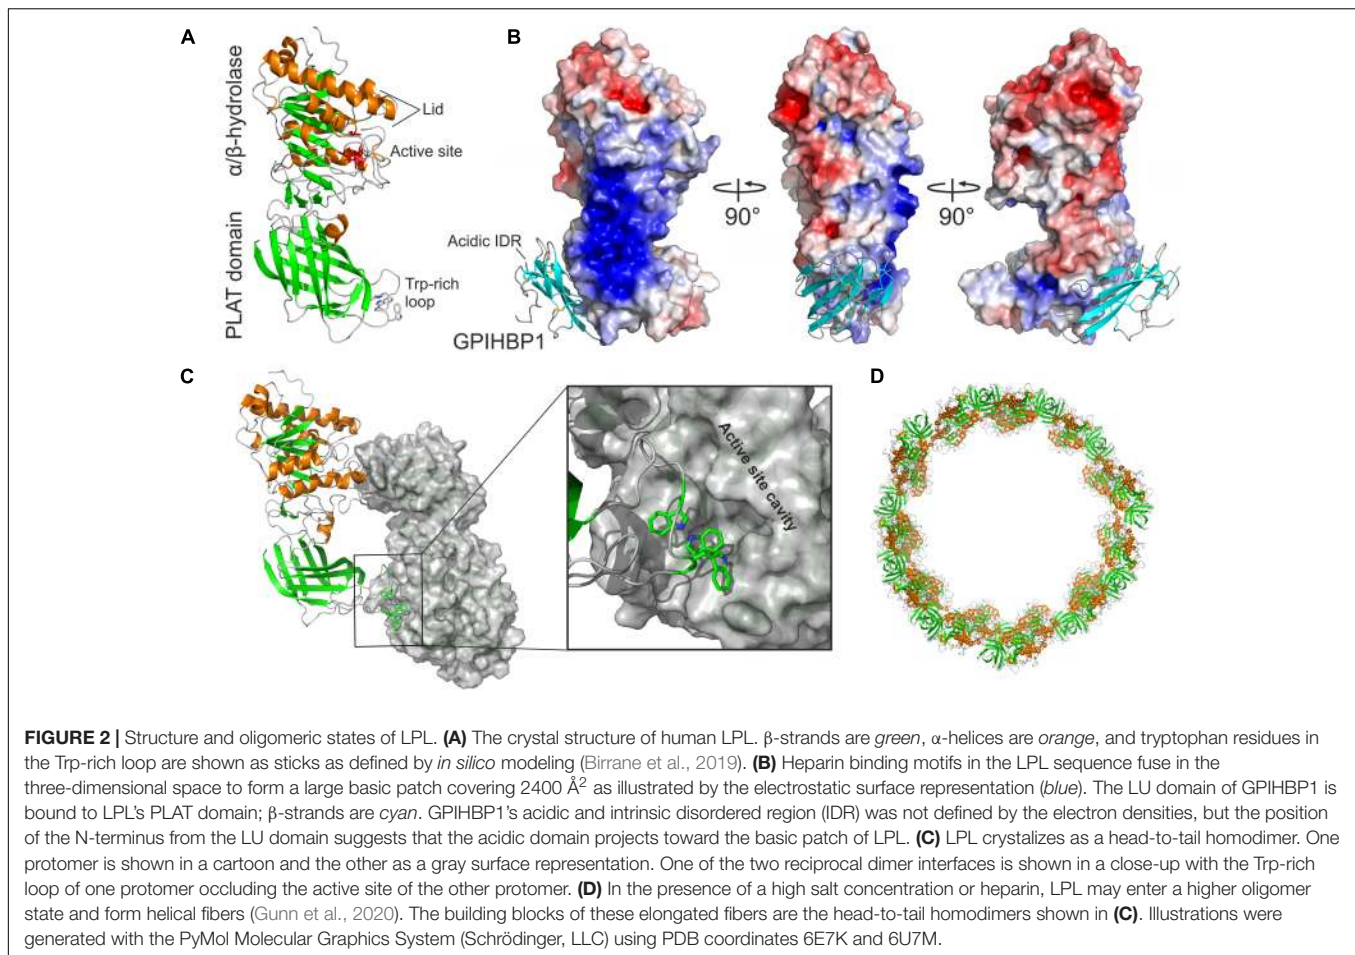 A
α/β-hydrolase
Lid
Active site
PLAT domain
Trp-rich
loop
B
90°
90°
Acidic IDR
GPIHBP1
C
Active site cavity
D
FIGURE 2 | Structure and oligomeric states of LPL. (A) The crystal structure of human LPL. β-strands are green, α-helices are orange, and tryptophan residues in
the Trp-rich loop are shown as sticks as defined by in silico modeling (Birrane et al., 2019). (B) Heparin binding motifs in the LPL sequence fuse in the
three-dimensional space to form a large basic patch covering 2400 Å² as illustrated by the electrostatic surface representation (blue). The LU domain of GPIHBP1 is
bound to LPL's PLAT domain; β-strands are cyan. GPIHBP1's acidic and intrinsic disordered region (IDR) was not defined by the electron densities, but the position
of the N-terminus from the LU domain suggests that the acidic domain projects toward the basic patch of LPL. (C) LPL crystalizes as a head-to-tail homodimer. One
protomer is shown in a cartoon and the other as a gray surface representation. One of the two reciprocal dimer interfaces is shown in a close-up with the Trp-rich
loop of one protomer occluding the active site of the other protomer. (D) In the presence of a high salt concentration or heparin, LPL may enter a higher oligomer
state and form helical fibers (Gunn et al., 2020). The building blocks of these elongated fibers are the head-to-tail homodimers shown in (C). Illustrations were
generated with the PyMol Molecular Graphics System (Schrödinger, LLC) using PDB coordinates 6E7K and 6U7M.